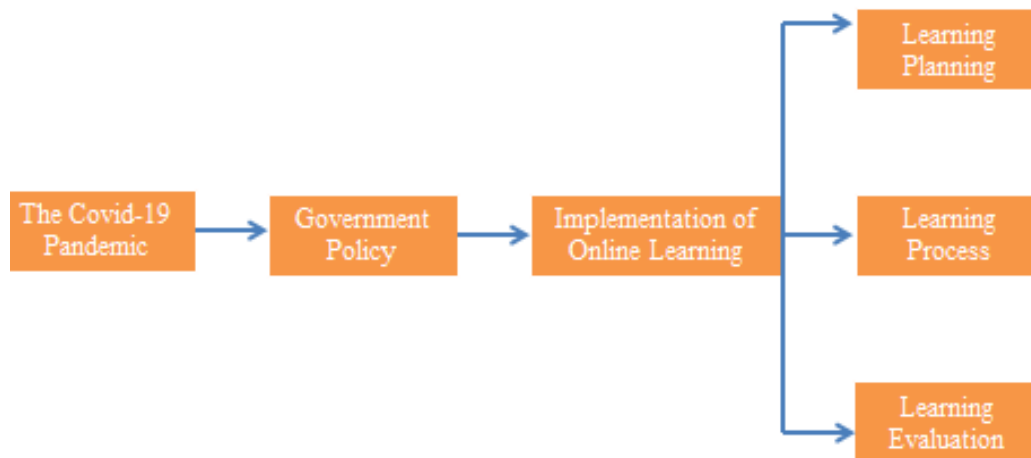 Learning
Planning
The Covid-19
Pandemic
Government
Policy
Implementation of
Online Learning
Learning
Process
Learning
Evaluation